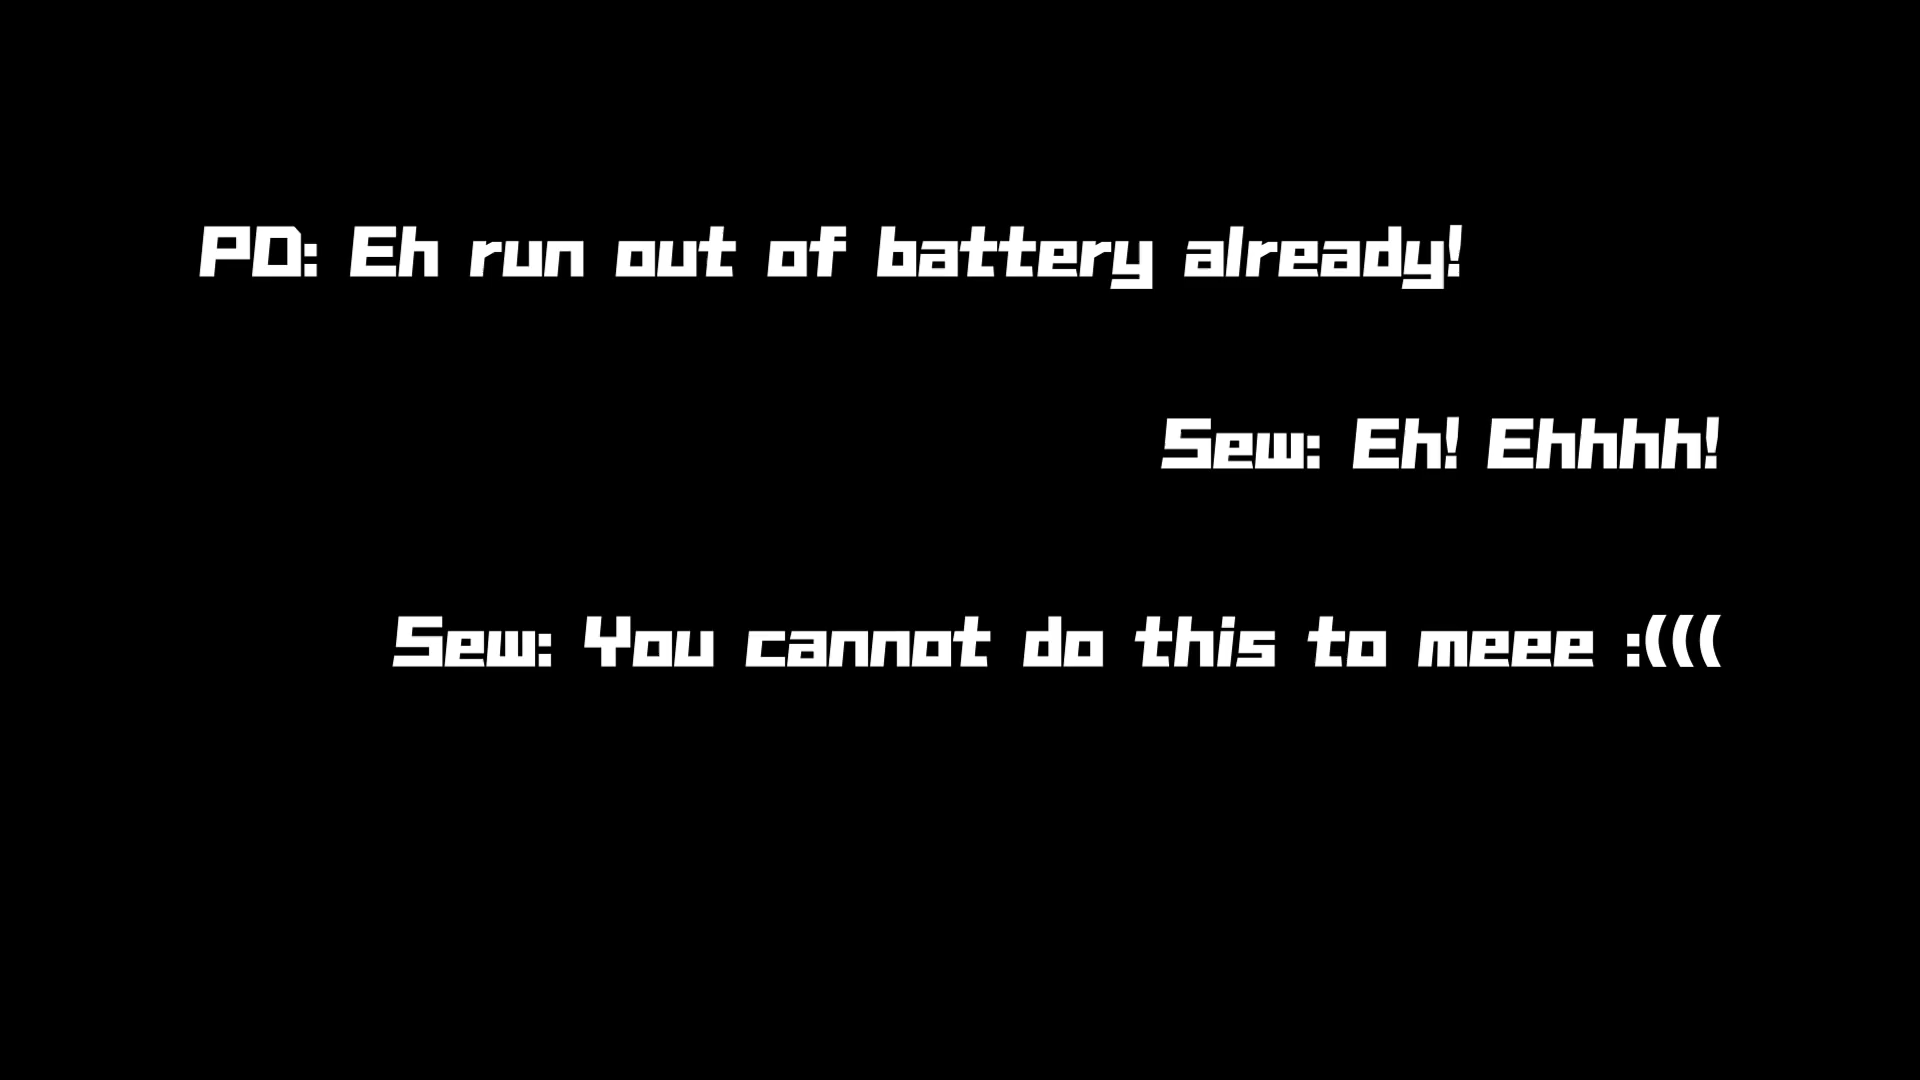 PD: Eh run out of battery already!
Sew: Eh! Ehhhh!
Sew: You cannot do this to meee :(((